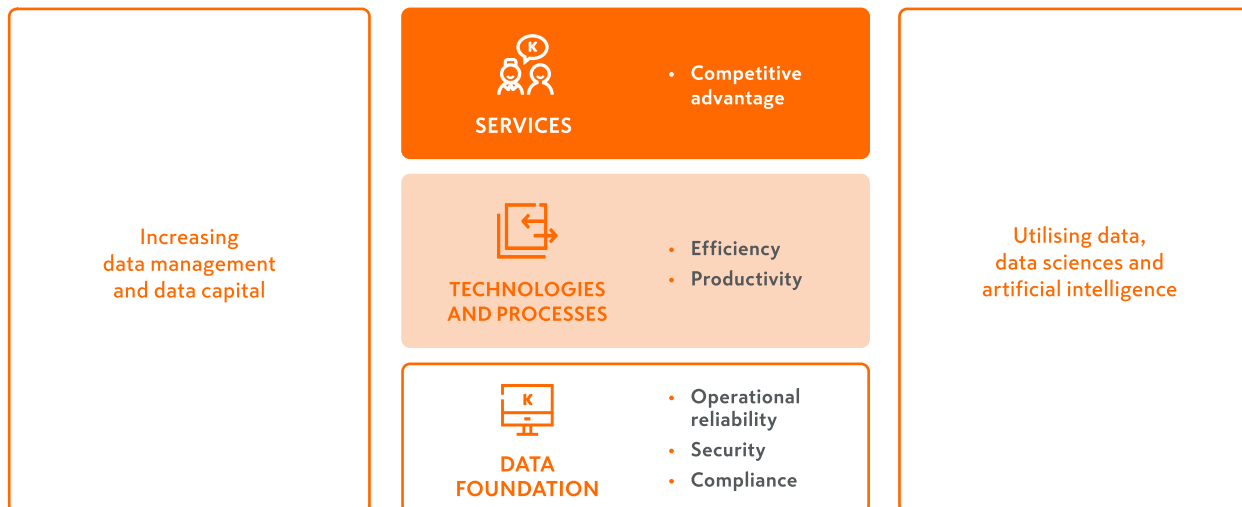 Increasing
data management
and data capital
K
SERVICES
• Competitive
advantage
TECHNOLOGIES
AND PROCESSES
• Efficiency
• Productivity
K
DATA
FOUNDATION
• Operational
reliability
• Security
• Compliance
Utilising data,
data sciences and
artificial intelligence